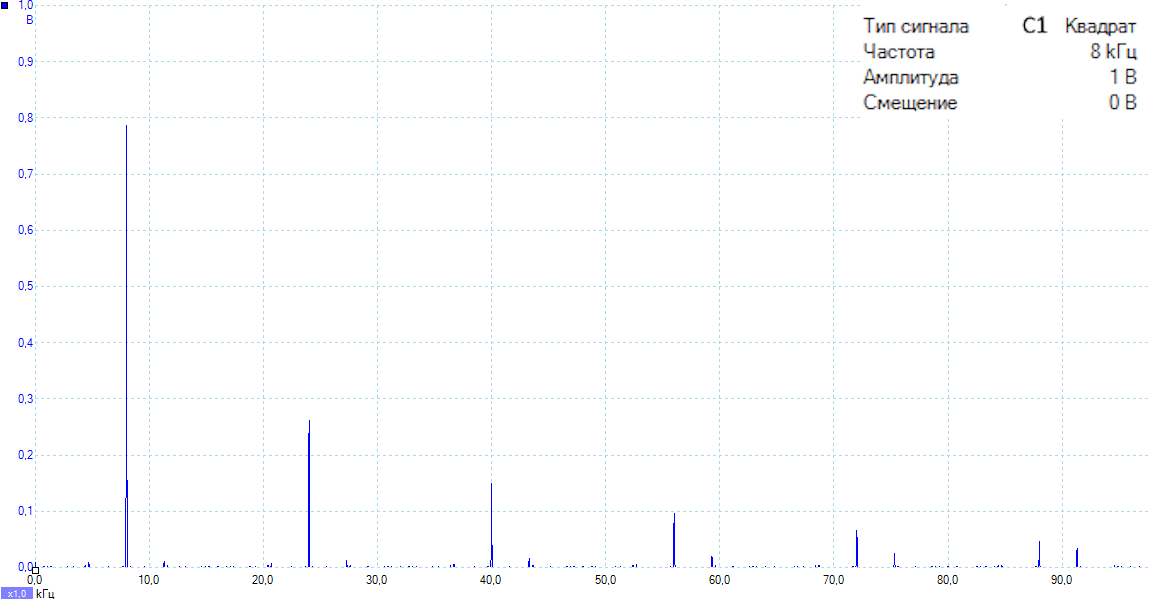 1,0
В
Тип сигнала C1 Квадрат
Частота 8 kГц
Амплитуда 1 В
Смещение 0 В
0,9
0,8
0,7
0,6
0,5
0,4
0,3
0,2
0,1
0,0
0,0 10,0 20,0 30,0 40,0 50,0 60,0 70,0 80,0 90,0
x1,0 кГц